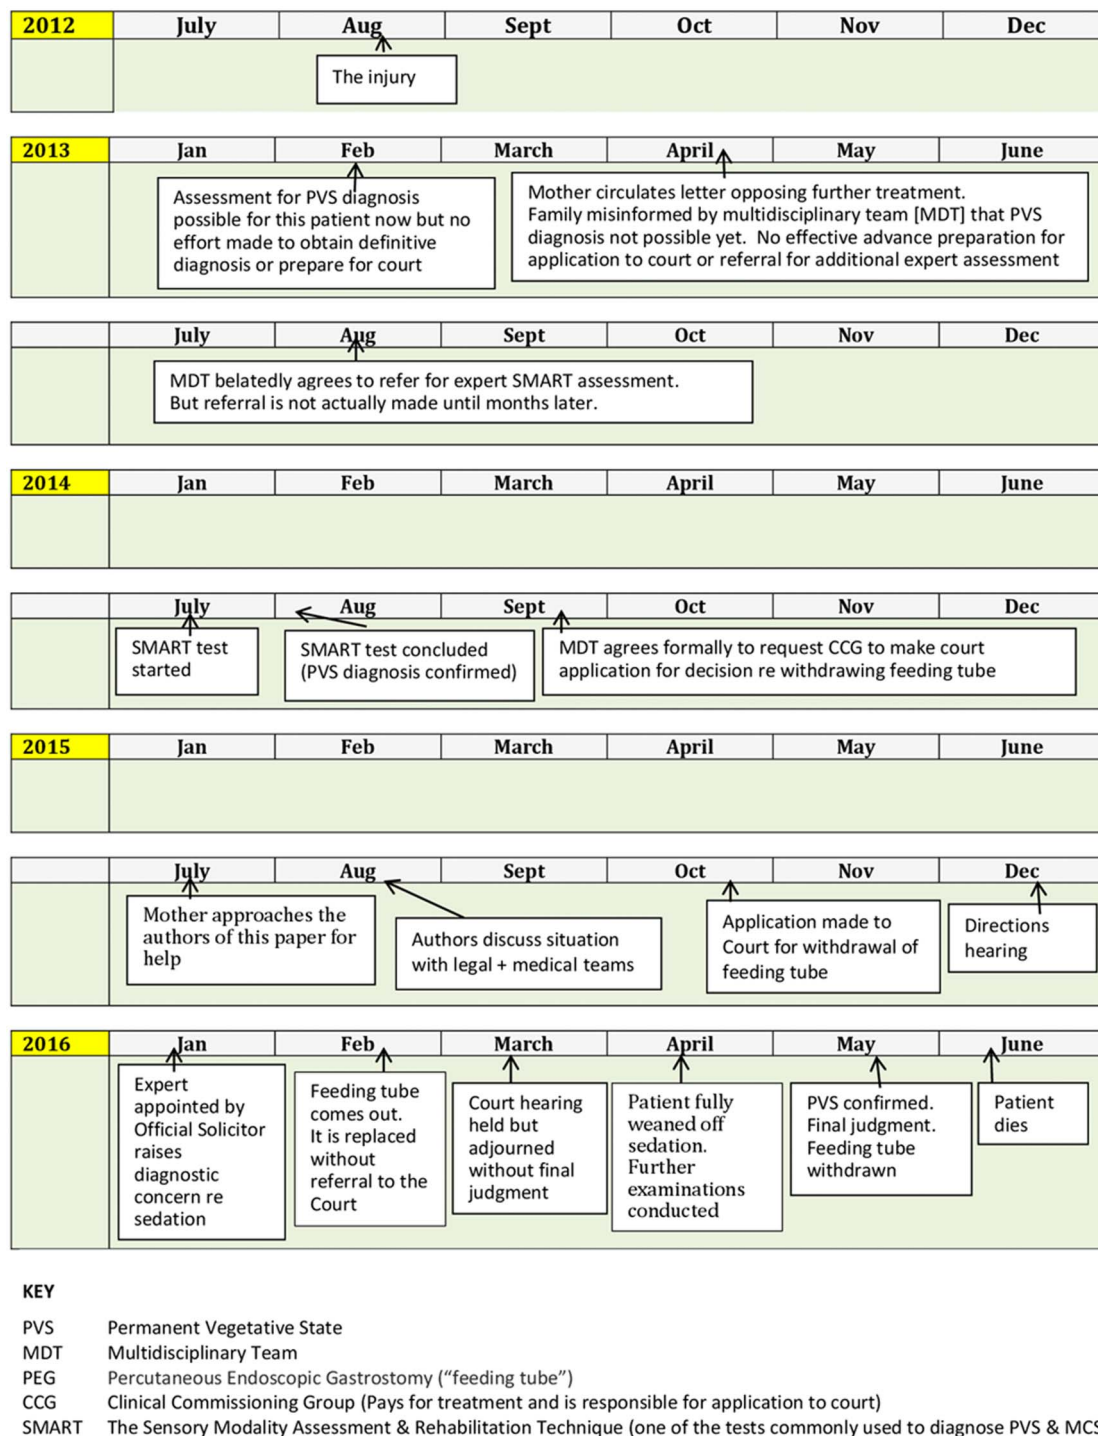 2012 July Aug Sept Oct Nov Dec
The injury
2013 Jan Feb March April May June
Assessment for PVS diagnosis
possible for this patient now but no
effort made to obtain definitive
diagnosis or prepare for court
Mother circulates letter opposing further treatment.
Family misinformed by multidisciplinary team [MDT] that PVS
diagnosis not possible yet. No effective advance preparation for
application to court or referral for additional expert assessment
July Aug Sept Oct Nov Dec
MDT belatedly agrees to refer for expert SMART assessment.
But referral is not actually made until months later.
2014 Jan Feb March April May June
July Aug Sept Oct Nov Dec
SMART test
started
SMART test concluded
(PVS diagnosis confirmed)
MDT agrees formally to request CCG to make court
application for decision re withdrawing feeding tube
2015 Jan Feb March April May June
July Aug Sept Oct Nov Dec
Mother approaches the
authors of this paper for
help
Authors discuss situation
with legal + medical teams
Application made to
Court for withdrawal of
feeding tube
Directions
hearing
2016 Jan Feb March April May June
Expert
appointed by
Official Solicitor
raises
diagnostic
concern re
sedation
Feeding tube
comes out.
It is replaced
without
referral to the
Court
Court hearing
held but
adjourned
without final
judgment
Patient fully
weaned off
sedation.
Further
examinations
conducted
PVS confirmed.
Final judgment.
Feeding tube
withdrawn
Patient
dies
KEY
PVS Permanent Vegetative State
MDT Multidisciplinary Team
PEG Percutaneous Endoscopic Gastrostomy (“feeding tube”)
CCG Clinical Commissioning Group (Pays for treatment and is responsible for application to court)
SMART The Sensory Modality Assessment & Rehabilitation Technique (one of the tests commonly used to diagnose PVS & MCS